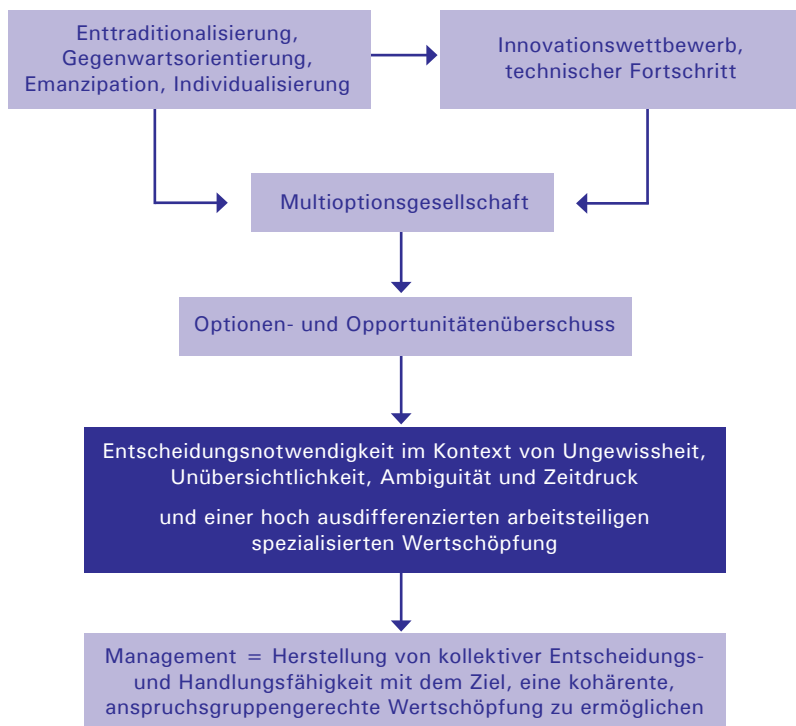 Enttraditionalisierung,
Gegenwartsorientierung,
Emanzipation, Individualisierung
Innovationswettbewerb,
technischer Fortschritt
Multioptionsgesellschaft
Optionen- und Opportunitätenüberschuss
Entscheidungsnotwendigkeit im Kontext von Ungewissheit,
Unübersichtlichkeit, Ambiguität und Zeitdruck
und einer hoch ausdifferenzierten arbeitsteiligen
spezialisierten Wertschöpfung
Management = Herstellung von kollektiver Entscheidungs-
und Handlungsfähigkeit mit dem Ziel, eine kohärente,
anspruchsgruppengerechte Wertschöpfung zu ermöglichen